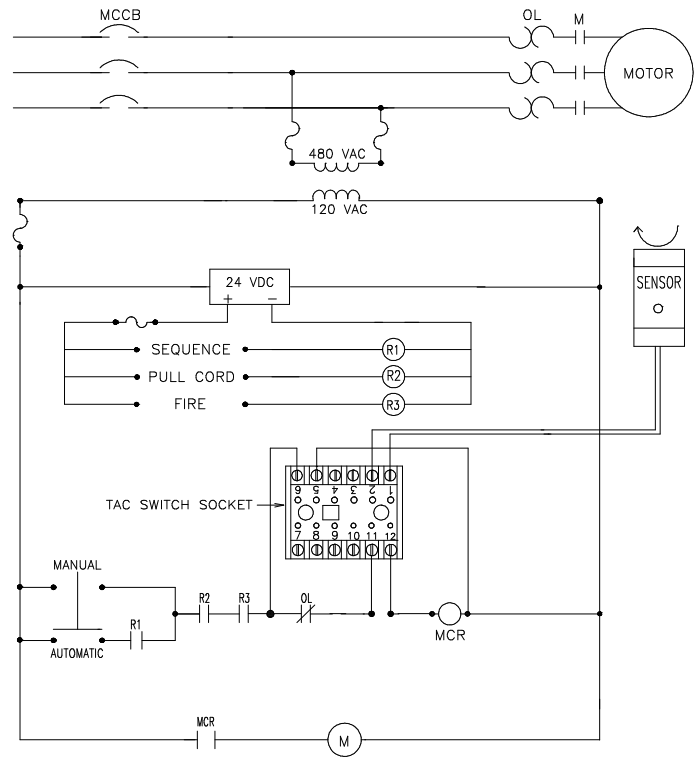 MCCB
OL
M
MOTOR
480 VAC
120 VAC
24 VDC
+ −
SENSOR
SEQUENCE
R1
PULL CORD
R2
FIRE
R3
6 5 4 3 2 1
TAC SWITCH SOCKET
7 8 9 10 11 12
MANUAL
R2
R3
OL
R1
MCR
AUTOMATIC
MCR
M